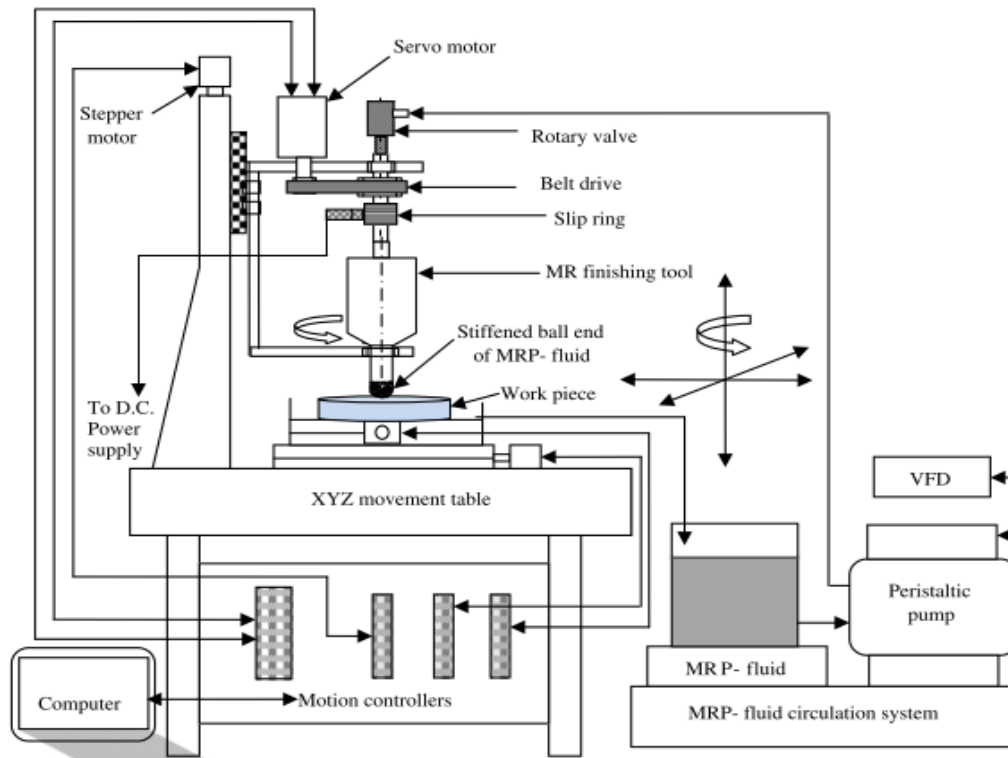 Servo motor
Stepper
motor
Rotary valve
Belt drive
Slip ring
MR finishing tool
Stiffened ball end
of MRP- fluid
Work piece
To D.C.
Power
supply
XYZ movement table
VFD
Peristaltic
pump
MRP- fluid
Computer
Motion controllers
MRP- fluid circulation system